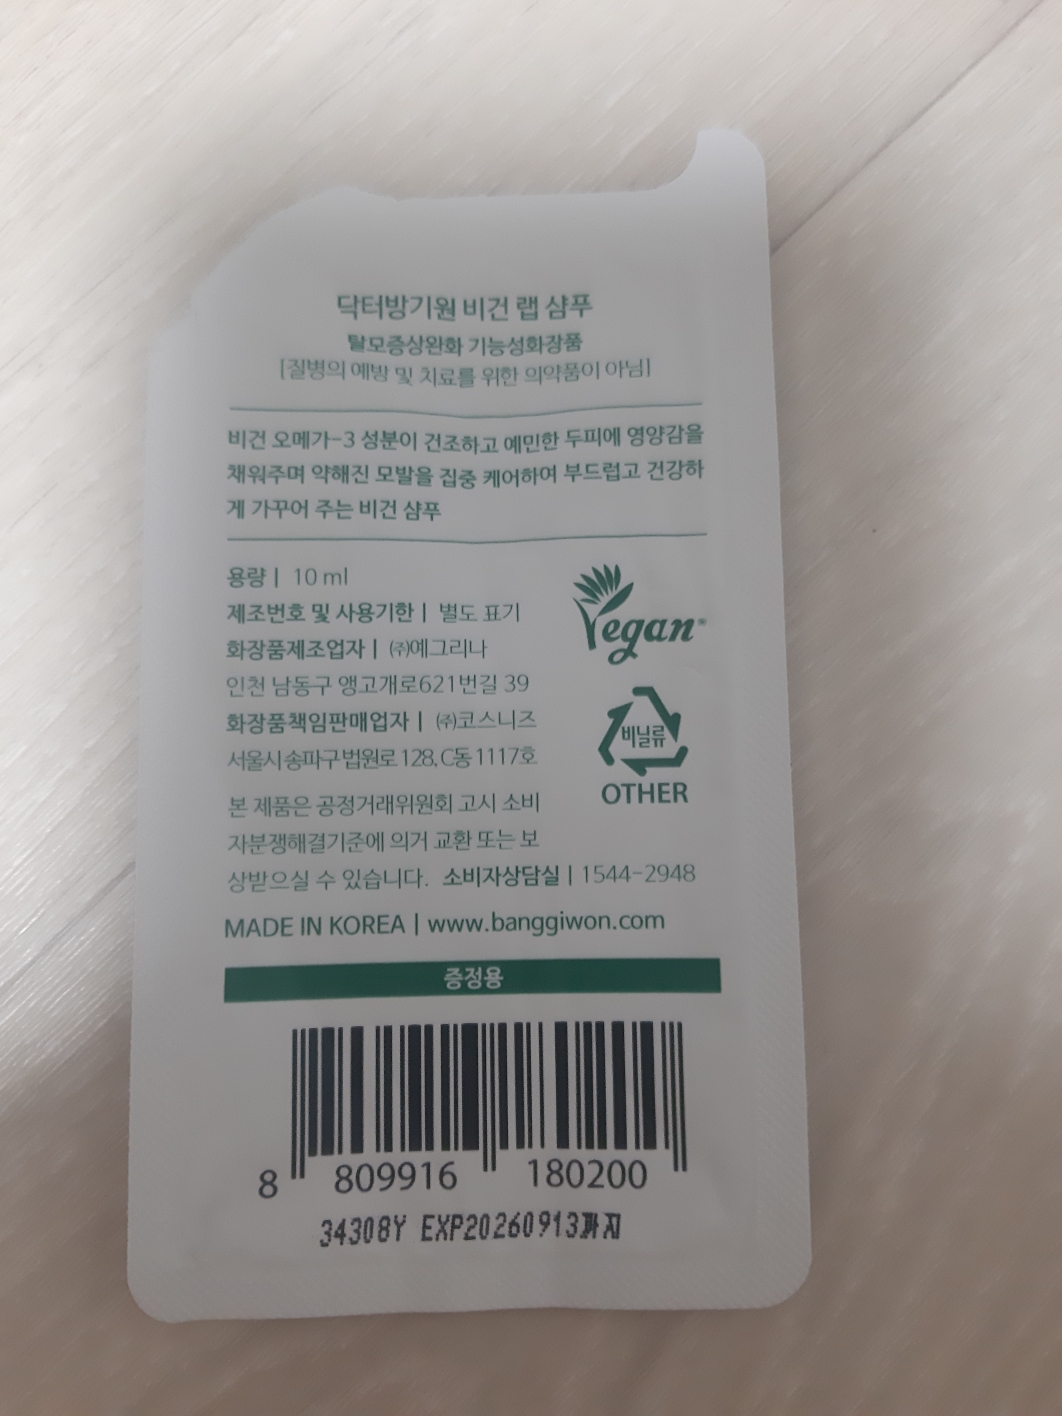 닥터방기원 비건 랩 샴푸
탈모증상완화 기능성화장품
[질병의 예방 및 치료를 위한 의약품이 아님]
비건 오메가-3 성분이 건조하고 예민한 두피에 영양감을
채워주며 약해진 모발을 집중 케어하여 부드럽고 건강하
게 가꾸어 주는 비건 샴푸
용량 | 10 ml
제조번호 및 사용기한 | 별도 표기
화장품제조업자 | ㈜예그리나
인천 남동구 앵고개로621번길 39
화장품책임판매업자 | ㈜코스니즈
서울시 송파구 법원로 128, C동 1117호
본 제품은 공정거래위원회 고시 소비
자분쟁해결기준에 의거 교환 또는 보
상받으실 수 있습니다. 소비자상담실 | 1544-2948
Vegan®
비닐류
OTHER
MADE IN KOREA | www.banggiwon.com
증정용
8 809916 180200
34308Y EXP20260913까지